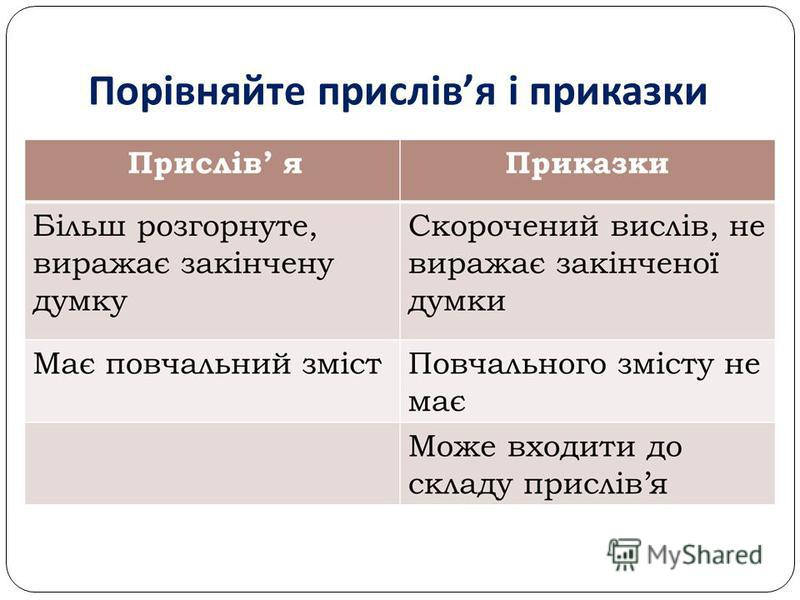 Порівняйте прислів’я і приказки
Прислів’ я
Приказки
Більш розгорнуте,
виражає закінчену
думку
Скорочений вислів, не
виражає закінченої
думки
Має повчальний зміст
Повчального змісту не
має
Може входити до
складу прислів’я
MyShared